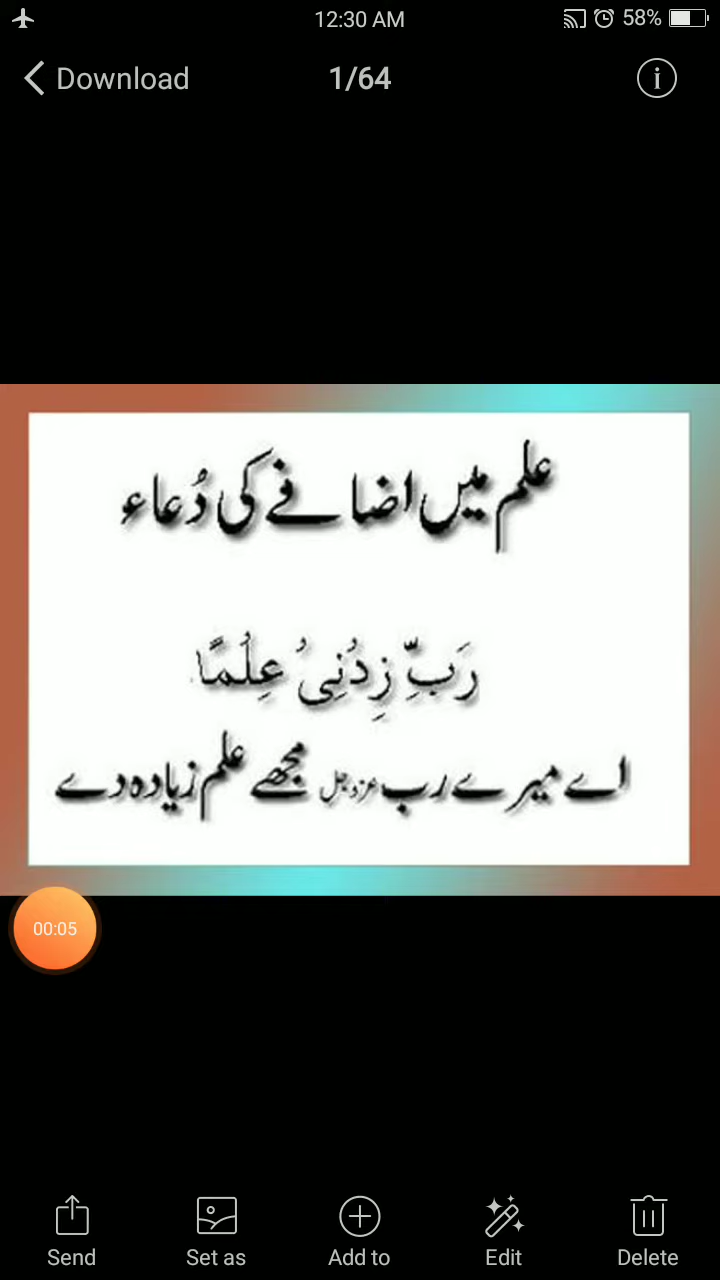 12:30 AM 58%
Download 1/64
علم میں اضافے کی دُعاء
رَبِّ زِدْنِیْ عِلْمًا
اے میرے رب عزوجل مجھے علم زیادہ دے
00:05
Send Set as Add to Edit Delete